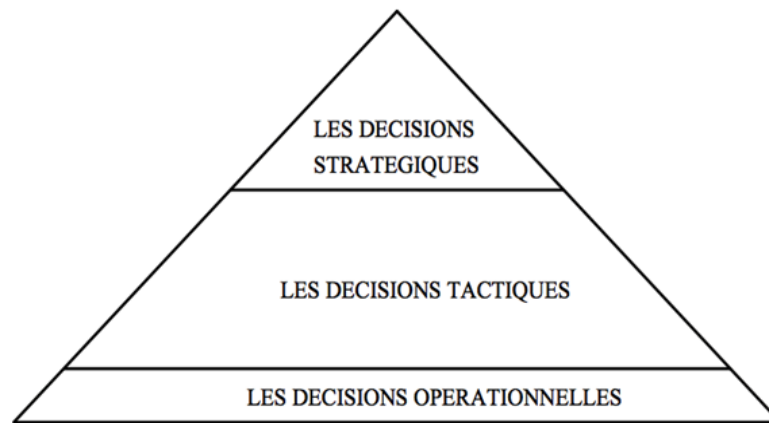 LES DECISIONS
STRATEGIQUES
LES DECISIONS TACTIQUES
LES DECISIONS OPERATIONNELLES